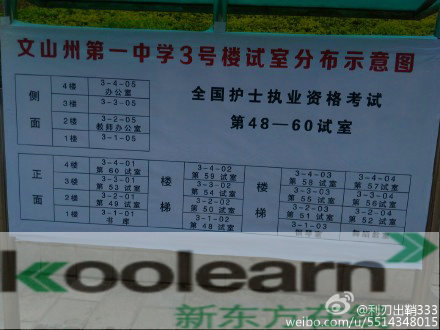 文山州第一中学3号楼试室分布示意图
全国护士执业资格考试
第48—60试室
侧面
4楼 3-4-05 办公室
3楼 3-3-05
2楼 3-2-05 教师办公室
1楼 3-1-05
正面
4楼 3-4-01 第60试室 楼梯 3-4-02 第59试室 楼梯 3-4-03 第58试室 3-4-04 第57试室
3楼 3-3-01 第53试室 3-3-02 第54试室 3-3-03 第55试室 3-3-04 第56试室
2楼 3-2-01 第49试室 3-2-02 第50试室 3-2-03 第51试室 3-2-04 第52试室
1楼 3-1-01 书库 3-1-02 第48试室 3-1-03 3-1-04
koolearn
新东方在线
@利刃出鞘333
weibo.com/u/5514348015